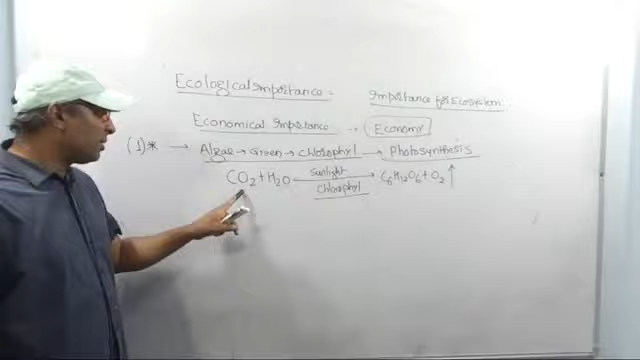 Ecological Importance : Importance for Ecosystem.
Economical Importance → Economy
(1)* → Algae → Green → Chlorophyl → Photosynthesis
CO2 + H2O Sunlight Chlorophyl → C6H12O6 + O2 ↑